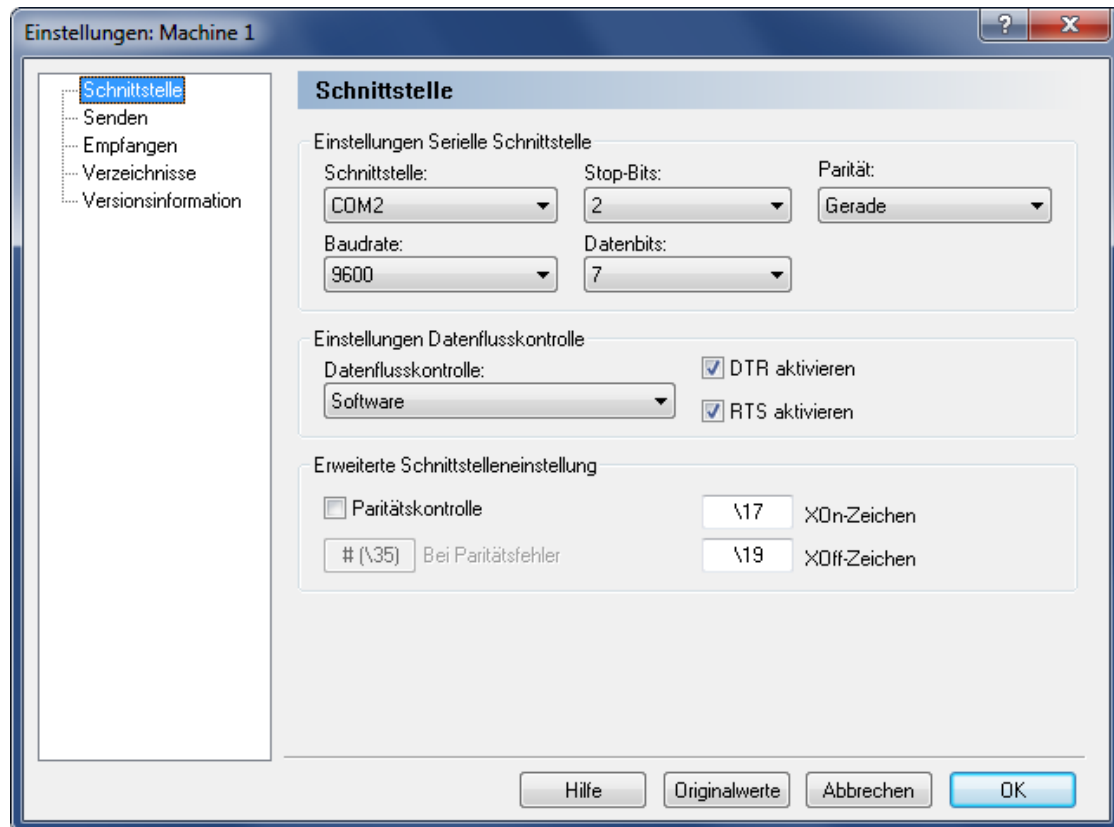 Einstellungen: Machine 1
?
X
Schnittstelle
Senden
Empfangen
Verzeichnisse
Versionsinformation
Schnittstelle
Einstellungen Serielle Schnittstelle
Schnittstelle:
Stop-Bits:
Parität:
COM2
2
Gerade
Baudrate:
Datenbits:
9600
7
Einstellungen Datenflusskontrolle
Datenflusskontrolle:
DTR aktivieren
Software
RTS aktivieren
Erweiterte Schnittstelleneinstellung
Paritätskontrolle
\17
XOn-Zeichen
# (\35)
Bei Paritätsfehler
\19
XOff-Zeichen
Hilfe
Originalwerte
Abbrechen
OK